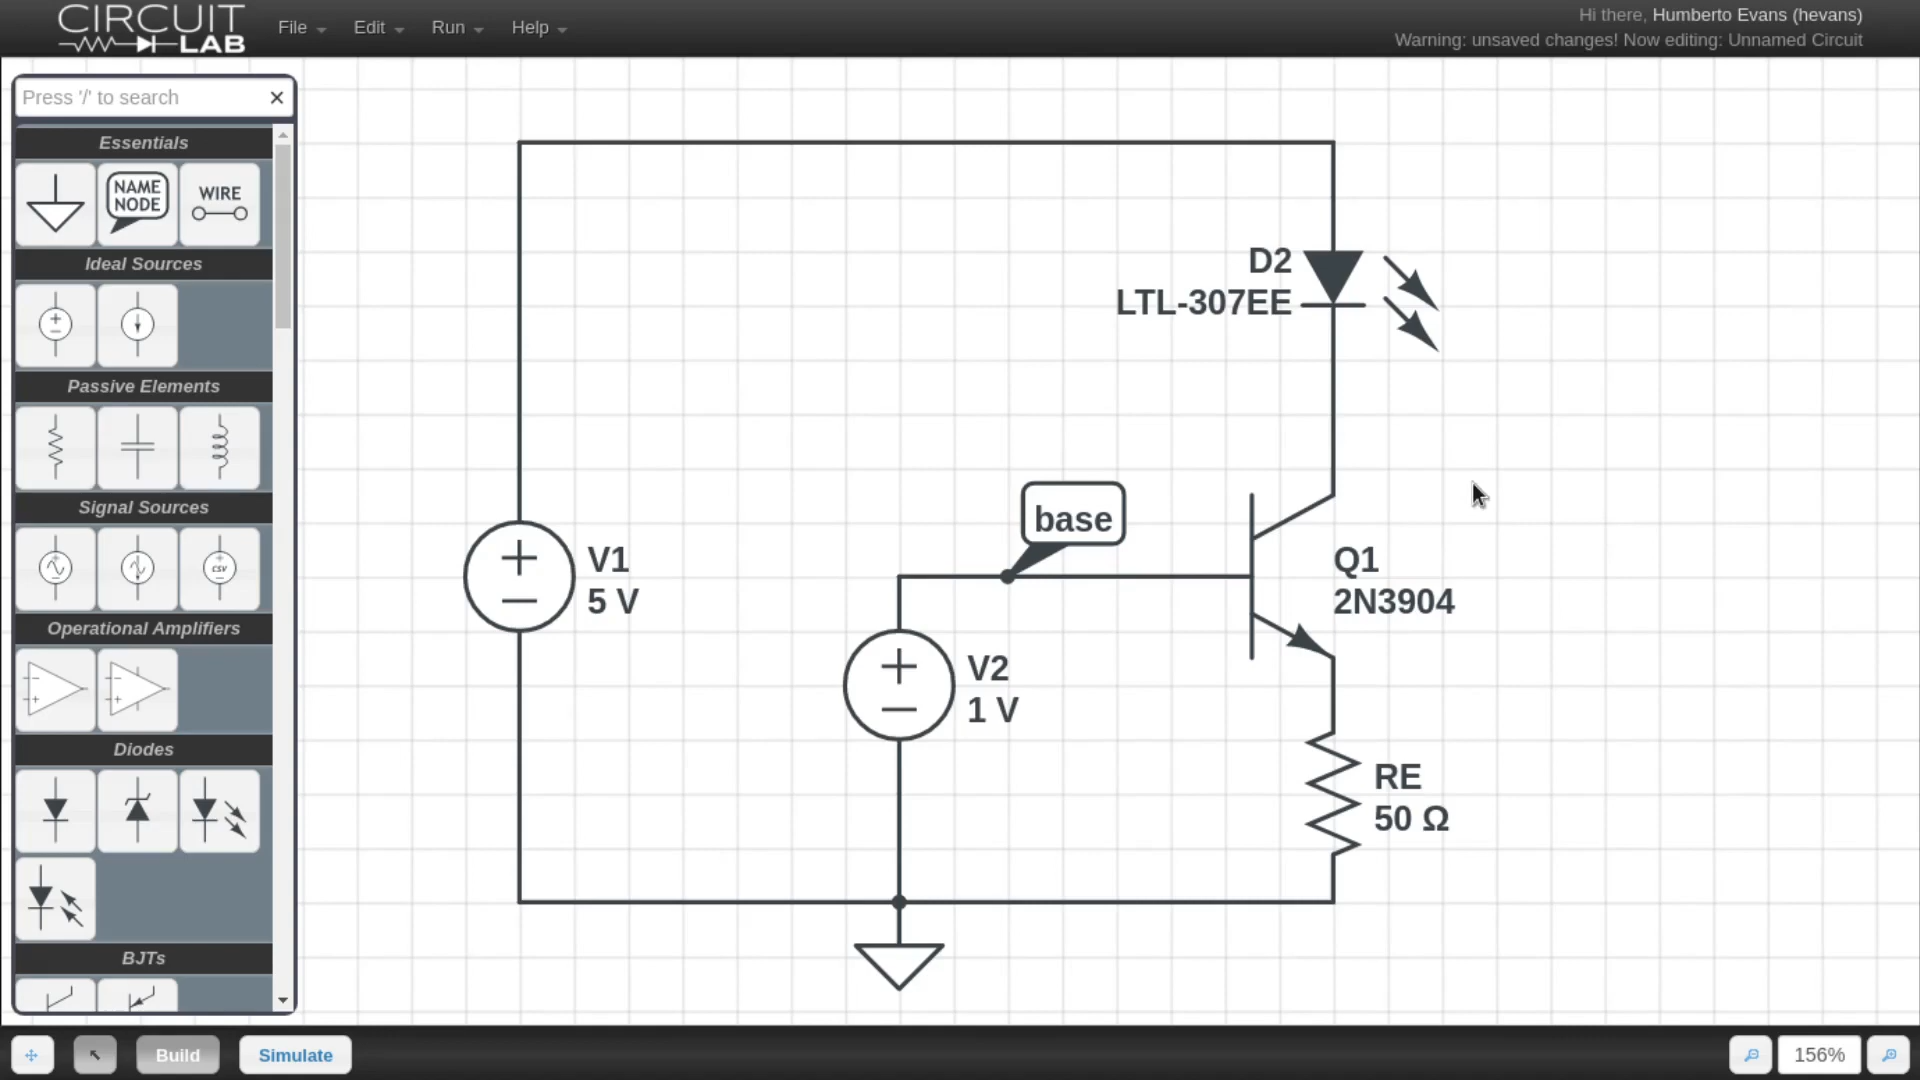 CIRCUIT
LAB
File
Edit
Run
Help
Hi there, Humberto Evans (hevans)
Warning: unsaved changes! Now editing: Unnamed Circuit
Press '/' to search
Essentials
NAME
NODE
WIRE
Ideal Sources
Passive Elements
Signal Sources
csv
Operational Amplifiers
Diodes
BJTs
D2
LTL-307EE
base
V1
5 V
Q1
2N3904
V2
1 V
RE
50 Ω
Build
Simulate
156%